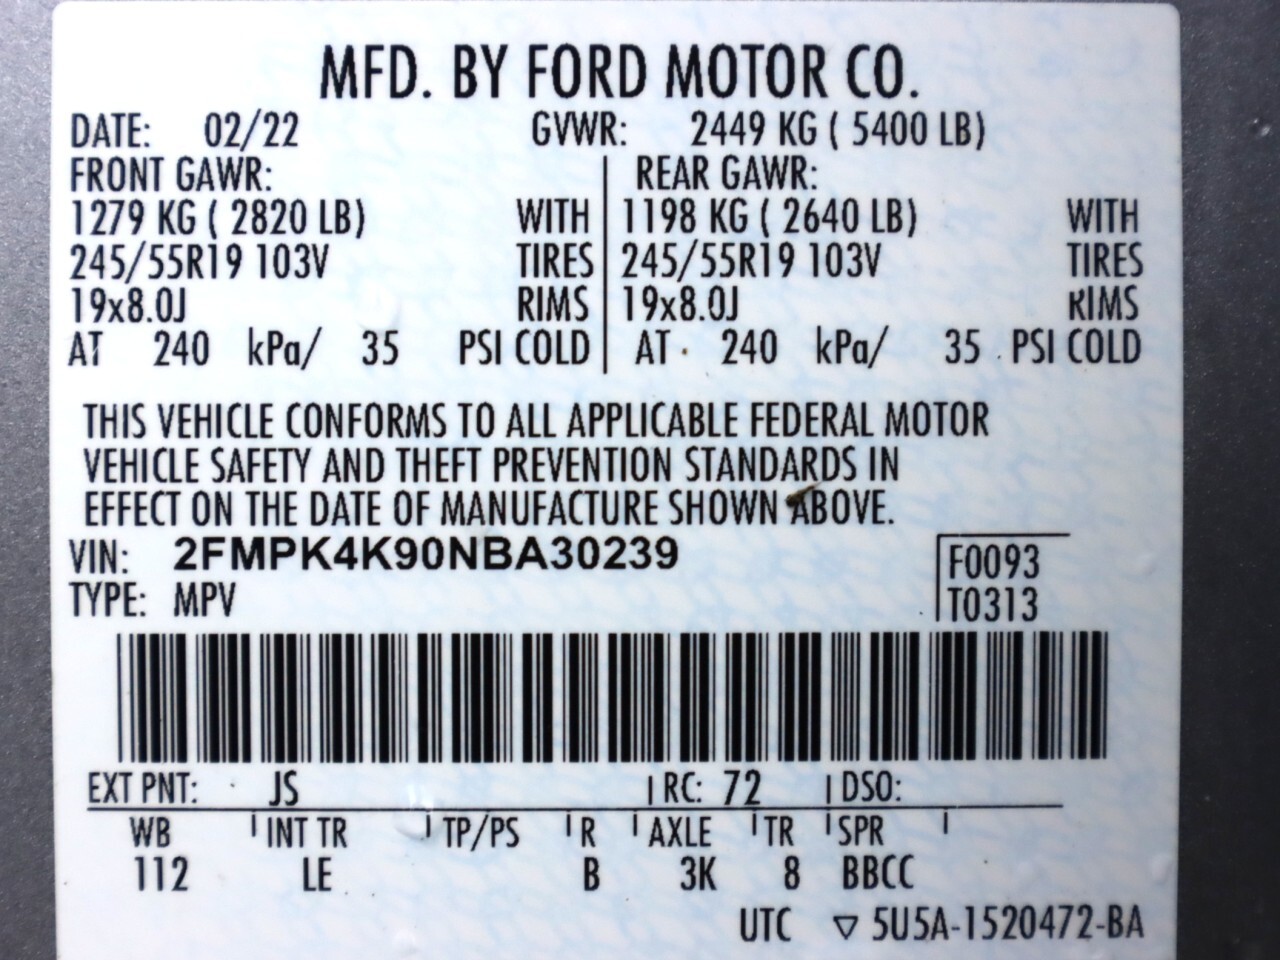 MFD. BY FORD MOTOR CO.
DATE: 02/22 GVWR: 2449 KG ( 5400 LB)
FRONT GAWR: REAR GAWR:
1279 KG ( 2820 LB) WITH 1198 KG ( 2640 LB) WITH
245/55R19 103V TIRES 245/55R19 103V TIRES
19x8.0J RIMS 19x8.0J RIMS
AT 240 kPa/ 35 PSI COLD AT 240 kPa/ 35 PSI COLD
THIS VEHICLE CONFORMS TO ALL APPLICABLE FEDERAL MOTOR
VEHICLE SAFETY AND THEFT PREVENTION STANDARDS IN
EFFECT ON THE DATE OF MANUFACTURE SHOWN ABOVE.
VIN: 2FMPK4K90NBA30239 F0093
TYPE: MPV T0313
EXT PNT: JS RC: 72 DSO:
WB INT TR TP/PS R AXLE TR SPR
112 LE B 3K 8 BBCC
UTC ▽ 5U5A-1520472-BA